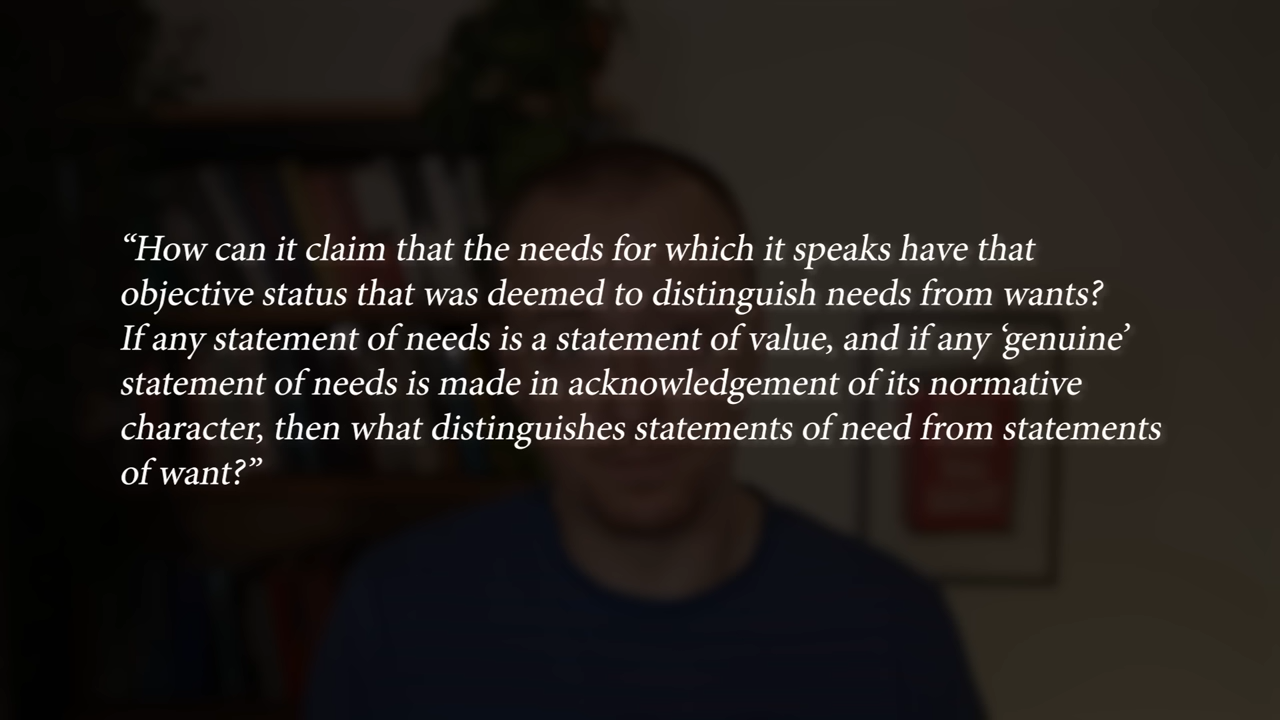 “How can it claim that the needs for which it speaks have that
objective status that was deemed to distinguish needs from wants?
If any statement of needs is a statement of value, and if any ‘genuine’
statement of needs is made in acknowledgement of its normative
character, then what distinguishes statements of need from statements
of want?”